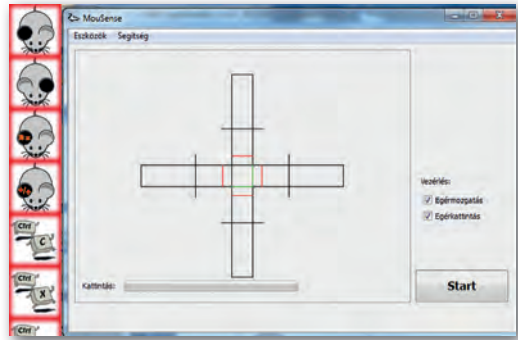 MouSense
Eszközök Segítség
Vezérlés:
Egérmozgatás
Egérkattintás
Kattintás:
Start
Ctrl
C
Ctrl
X
Ctrl